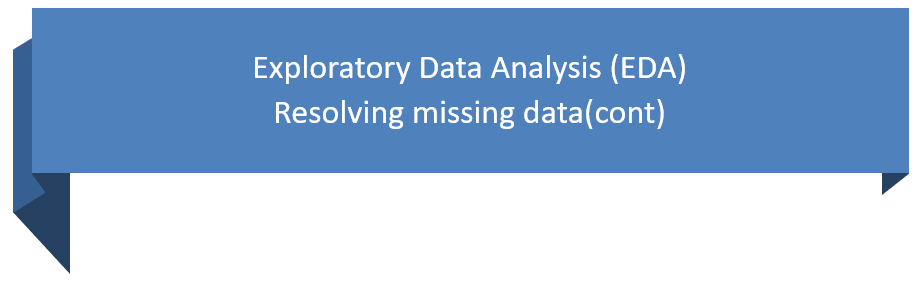 Exploratory Data Analysis (EDA)
Resolving missing data(cont)